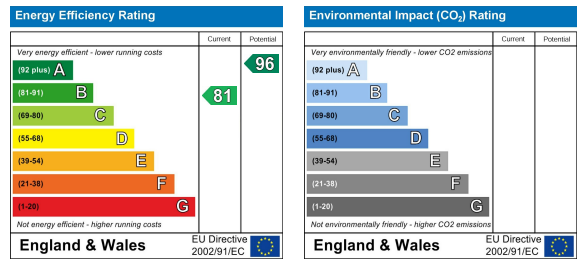 Energy Efficiency Rating
Current Potential
Very energy efficient - lower running costs
(92 plus) A
(81-91) B
(69-80) C
(55-68) D
(39-54) E
(21-38) F
(1-20) G
81
96
Not energy efficient - higher running costs
England & Wales
EU Directive
2002/91/EC
Environmental Impact (CO2) Rating
Current Potential
Very environmentally friendly - lower CO2 emissions
(92 plus) A
(81-91) B
(69-80) C
(55-68) D
(39-54) E
(21-38) F
(1-20) G
Not environmentally friendly - higher CO2 emissions
England & Wales
EU Directive
2002/91/EC